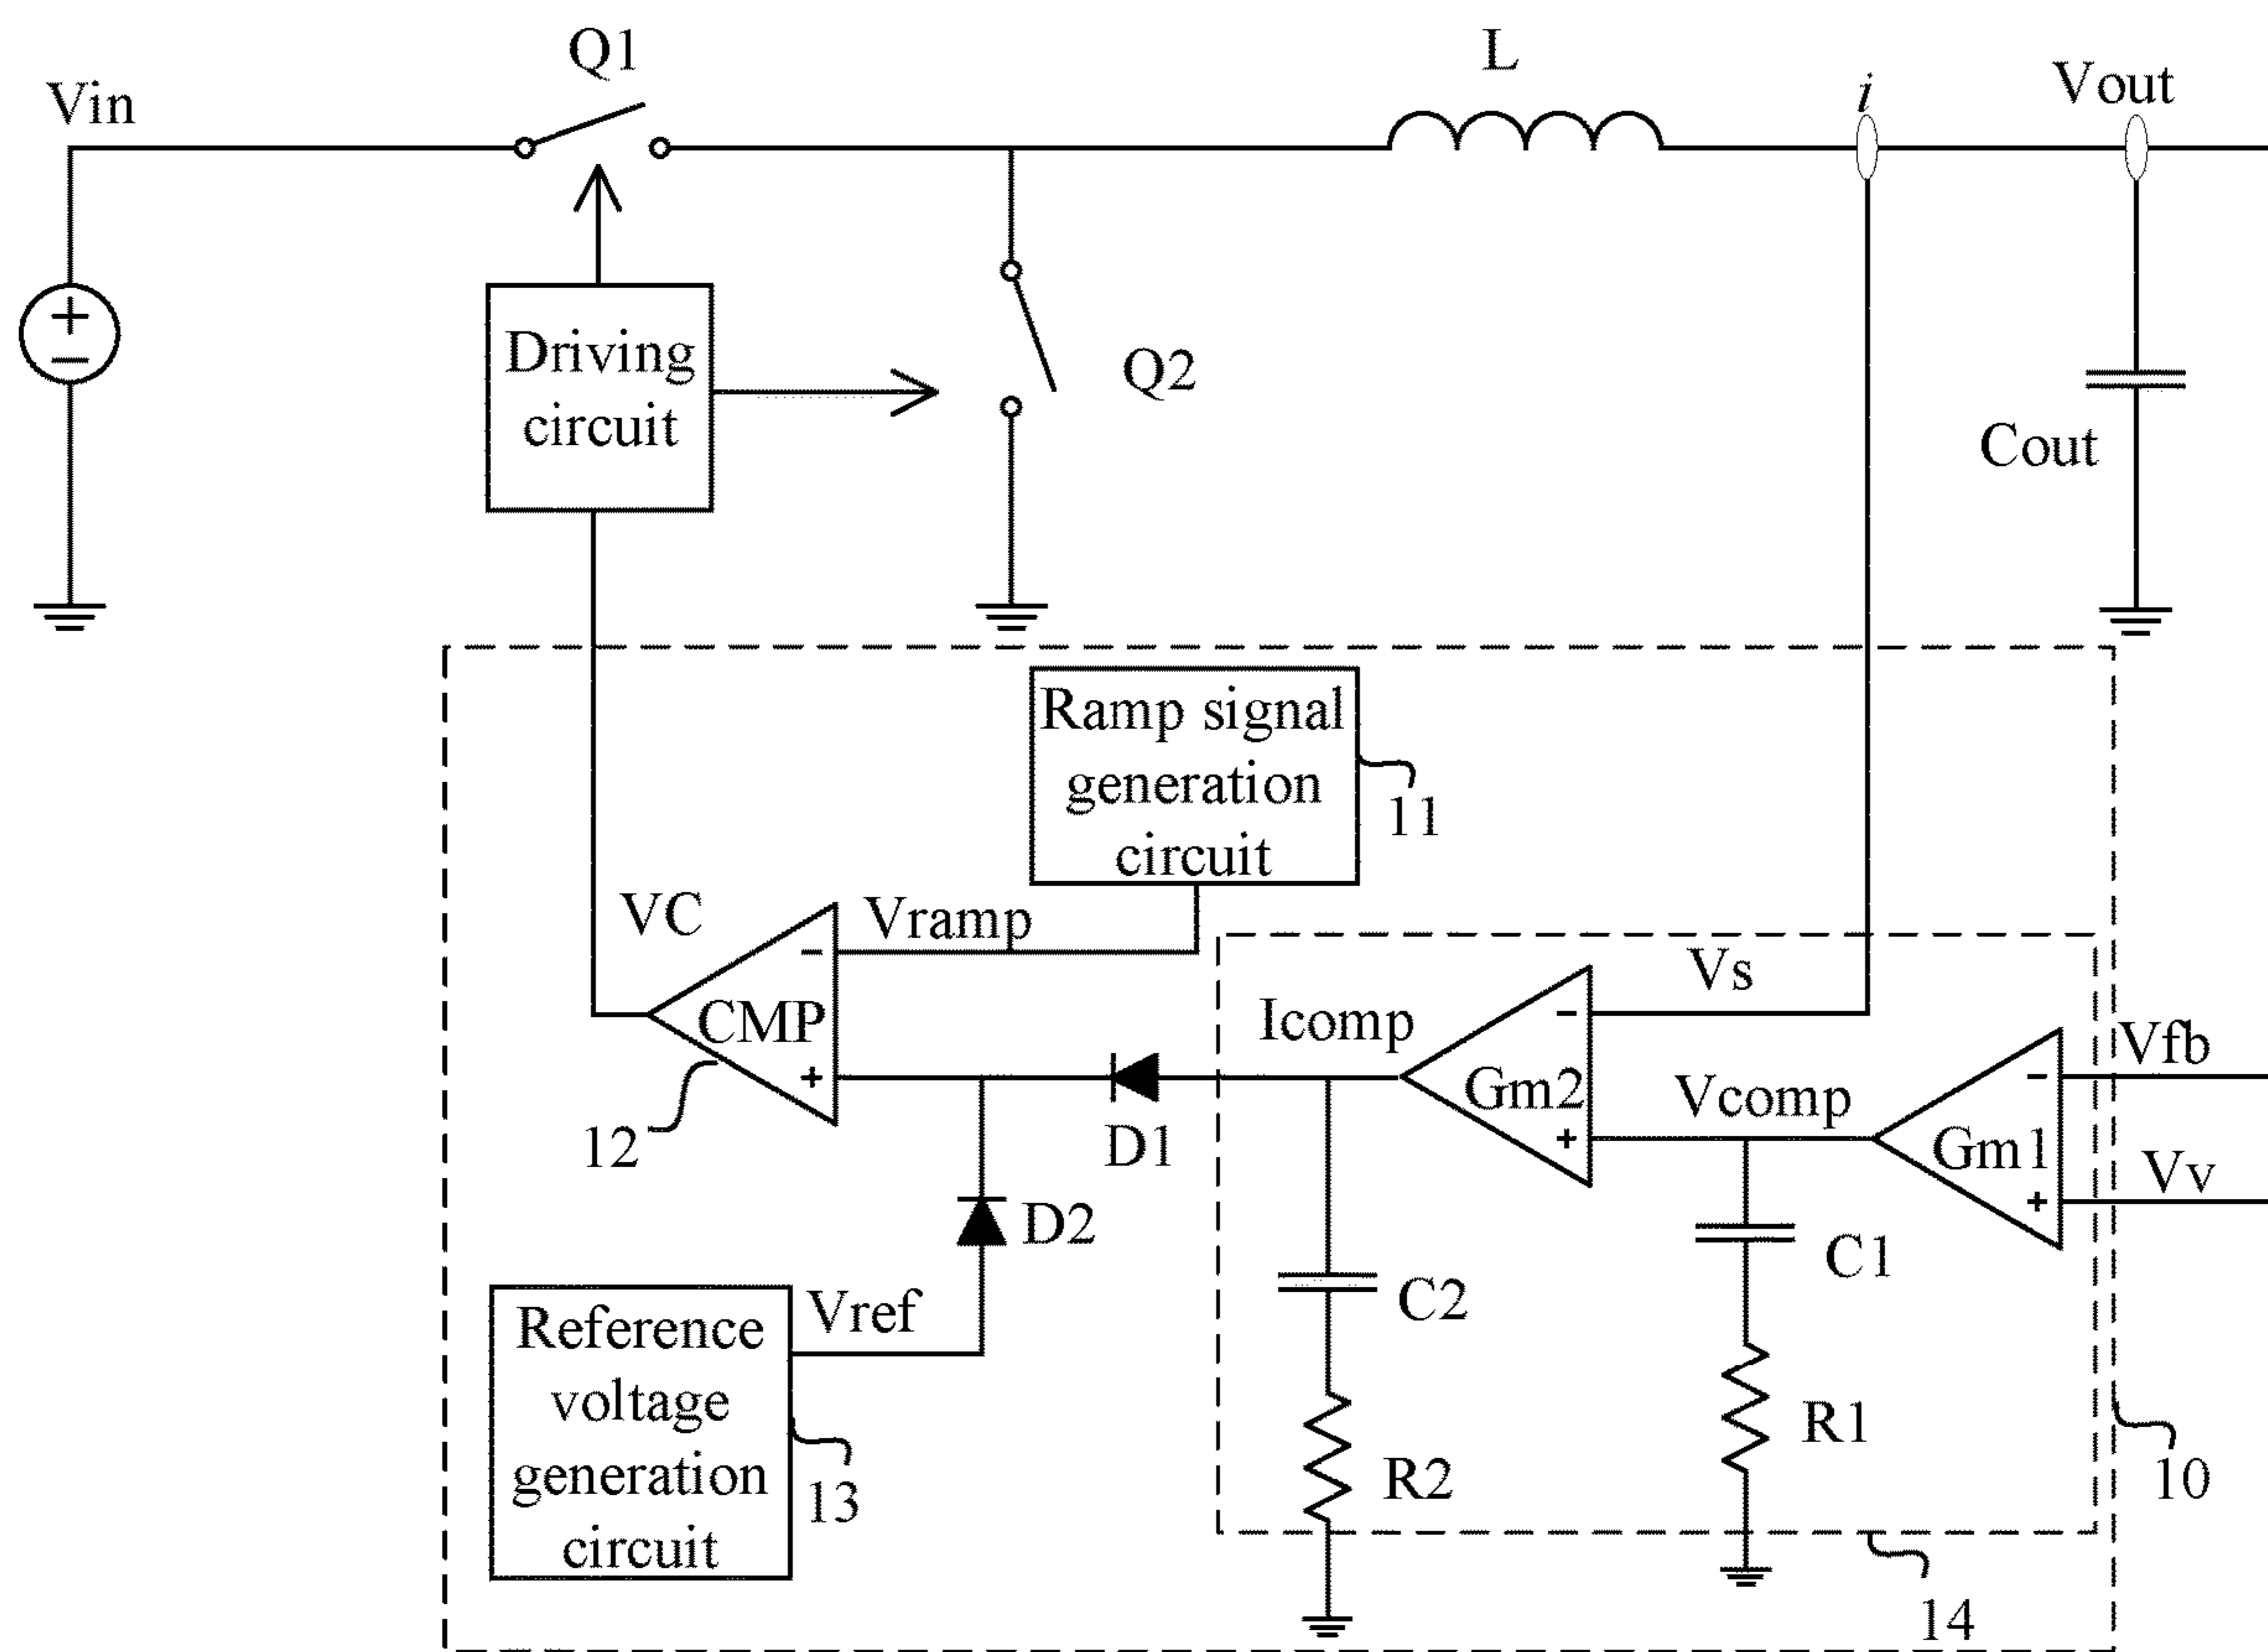 Q1
L
Vin
i
Vout
+
−
Driving
circuit
Q2
Cout
Ramp signal
generation
circuit
11
VC
Vramp
−
CMP
+
12
Icomp
Vs
−
Gm2
+
Vcomp
Vfb
−
Gm1
+
Vv
D1
D2
C2
C1
Vref
Reference
voltage
generation
circuit
13
R2
R1
10
14